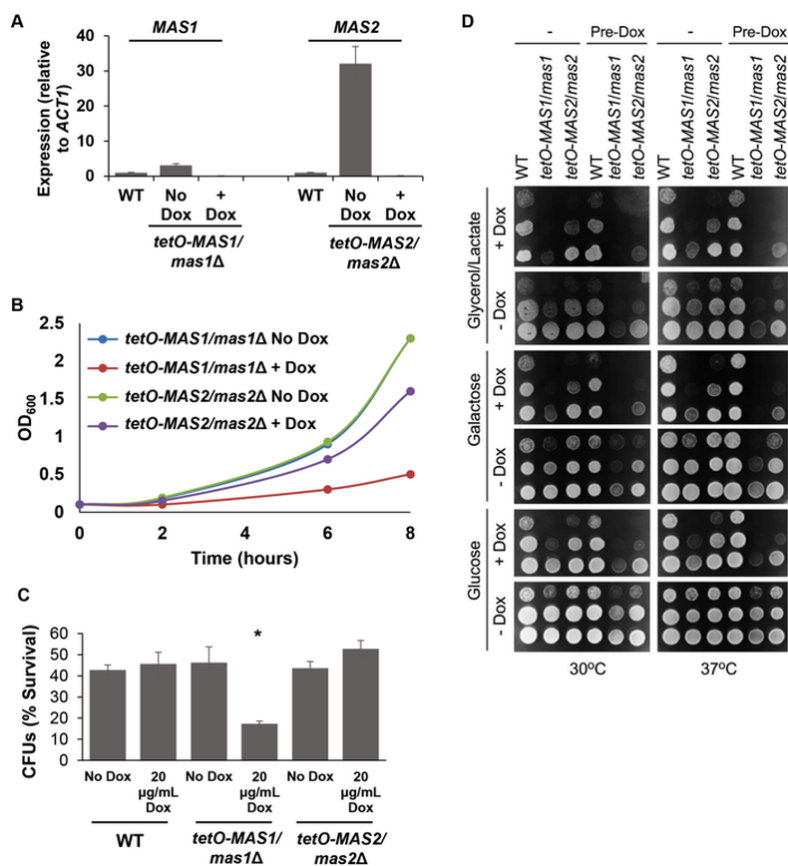 A
MAS1
MAS2
Expression (relative
to ACT1)
40
30
20
10
0
WT
No
Dox
+
Dox
WT
No
Dox
+
Dox
tetO-MAS1/
mas1Δ
tetO-MAS2/
mas2Δ
B
OD600
2.5
2
1.5
1
0.5
0
tetO-MAS1/mas1Δ No Dox
tetO-MAS1/mas1Δ + Dox
tetO-MAS2/mas2Δ No Dox
tetO-MAS2/mas2Δ + Dox
0
2
4
6
8
Time (hours)
C
CFUs (% Survival)
60
50
40
30
20
10
0
*
No Dox
20
µg/mL
Dox
No Dox
20
µg/mL
Dox
No Dox
20
µg/mL
Dox
WT
tetO-MAS1/
mas1Δ
tetO-MAS2/
mas2Δ
D
-
Pre-Dox
-
Pre-Dox
WT
tetO-MAS1/mas1
tetO-MAS2/mas2
WT
tetO-MAS1/mas1
tetO-MAS2/mas2
WT
tetO-MAS1/mas1
tetO-MAS2/mas2
WT
tetO-MAS1/mas1
tetO-MAS2/mas2
Glycerol/Lactate
+ Dox
- Dox
Galactose
+ Dox
- Dox
Glucose
+ Dox
- Dox
30ºC
37ºC